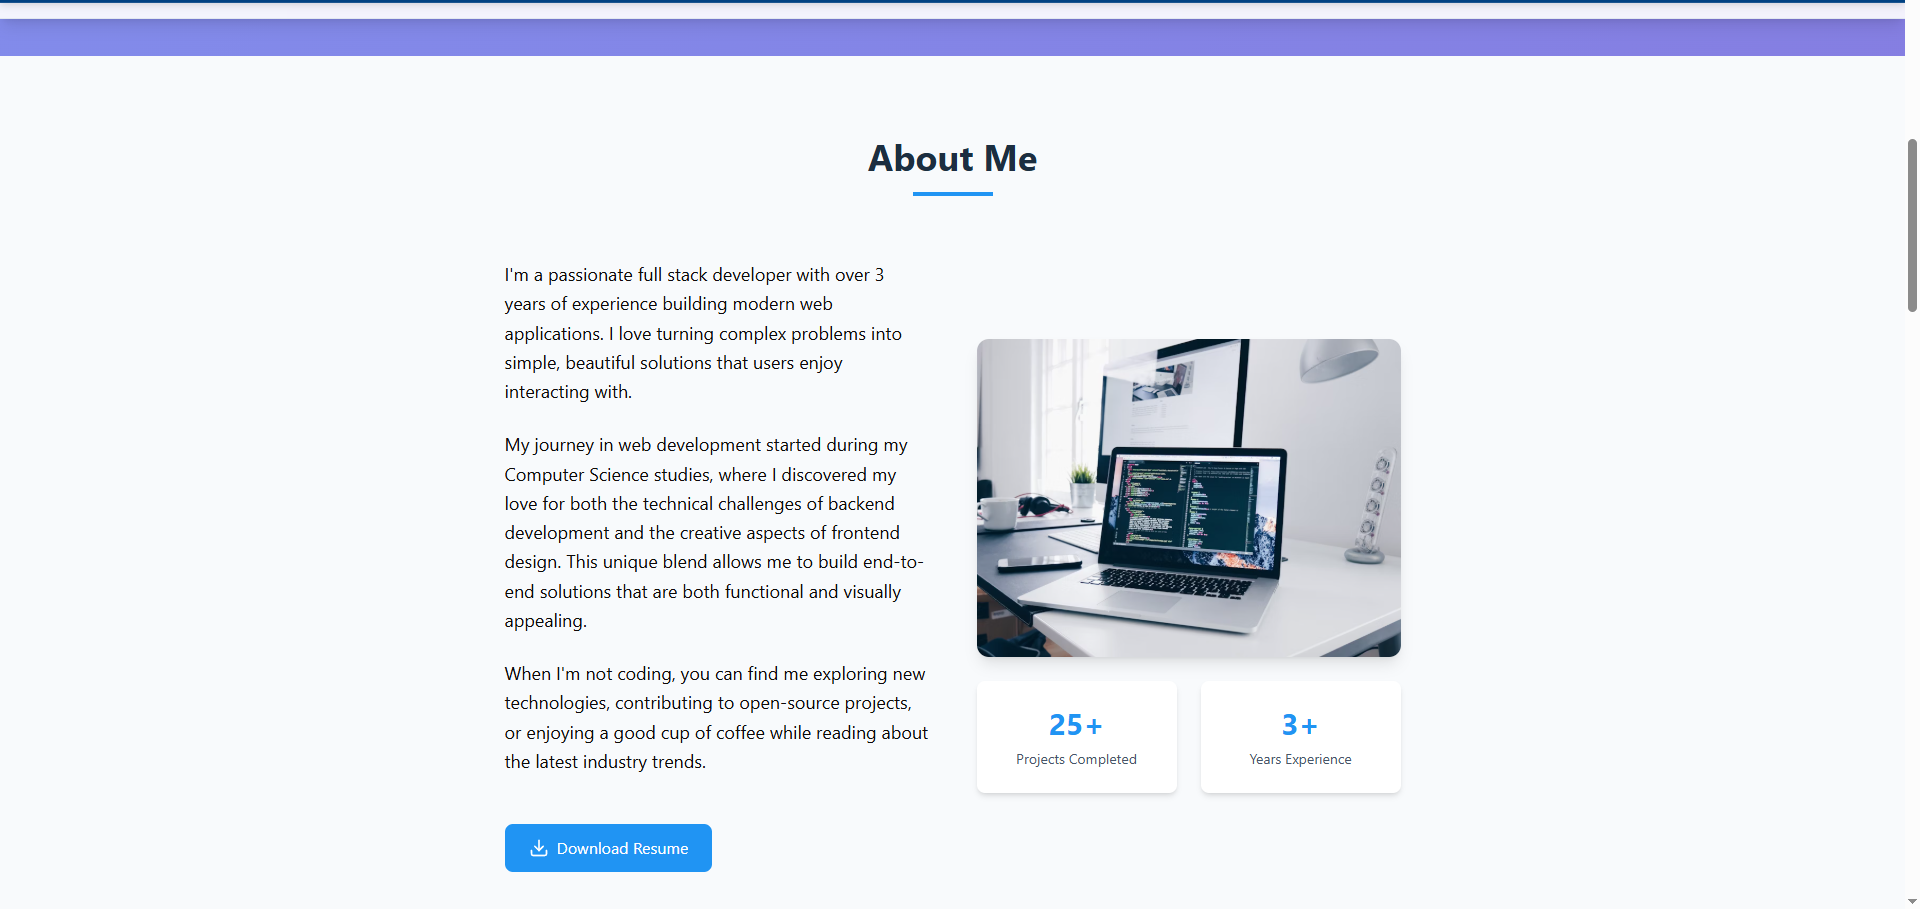 About Me
I'm a passionate full stack developer with over 3
years of experience building modern web
applications. I love turning complex problems into
simple, beautiful solutions that users enjoy
interacting with.
My journey in web development started during my
Computer Science studies, where I discovered my
love for both the technical challenges of backend
development and the creative aspects of frontend
design. This unique blend allows me to build end-to-
end solutions that are both functional and visually
appealing.
When I'm not coding, you can find me exploring new
technologies, contributing to open-source projects,
or enjoying a good cup of coffee while reading about
the latest industry trends.
Download Resume
25+
Projects Completed
3+
Years Experience